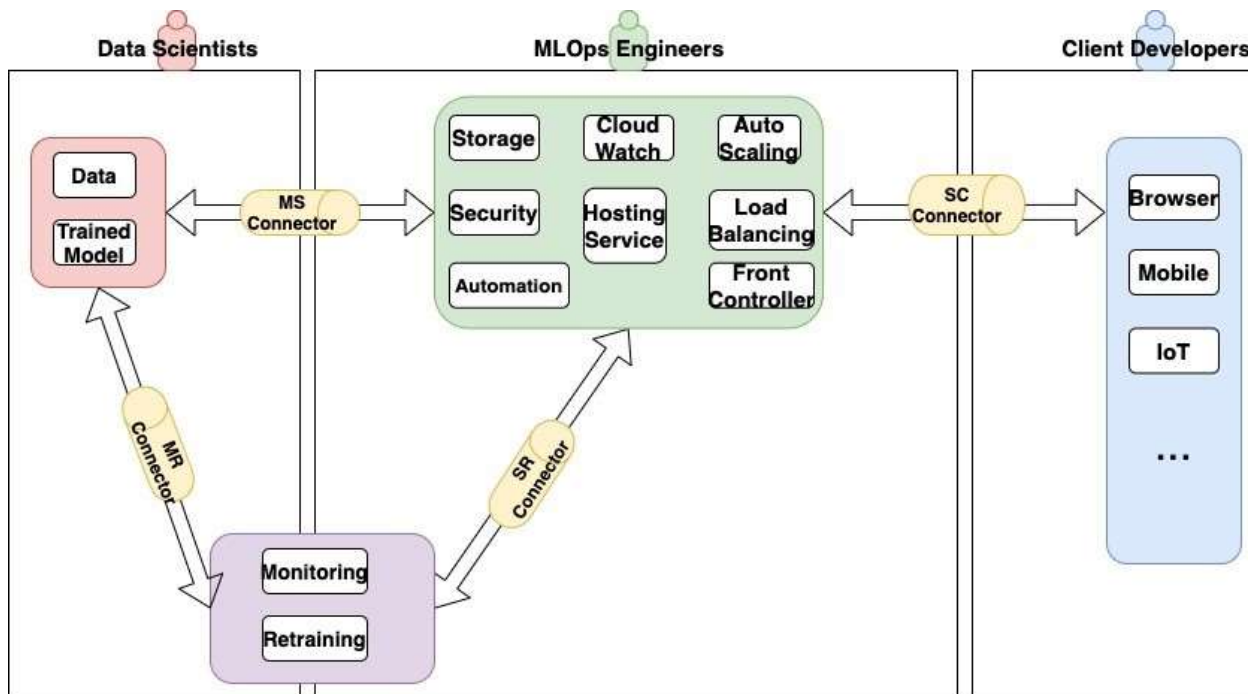 Data Scientists
MLOps Engineers
Client Developers
Data
Trained
Model
MS
Connector
Storage
Cloud
Watch
Auto
Scaling
Security
Hosting
Service
Load
Balancing
Automation
Front
Controller
SC
Connector
Browser
Mobile
IoT
...
MR
Connector
SR
Connector
Monitoring
Retraining